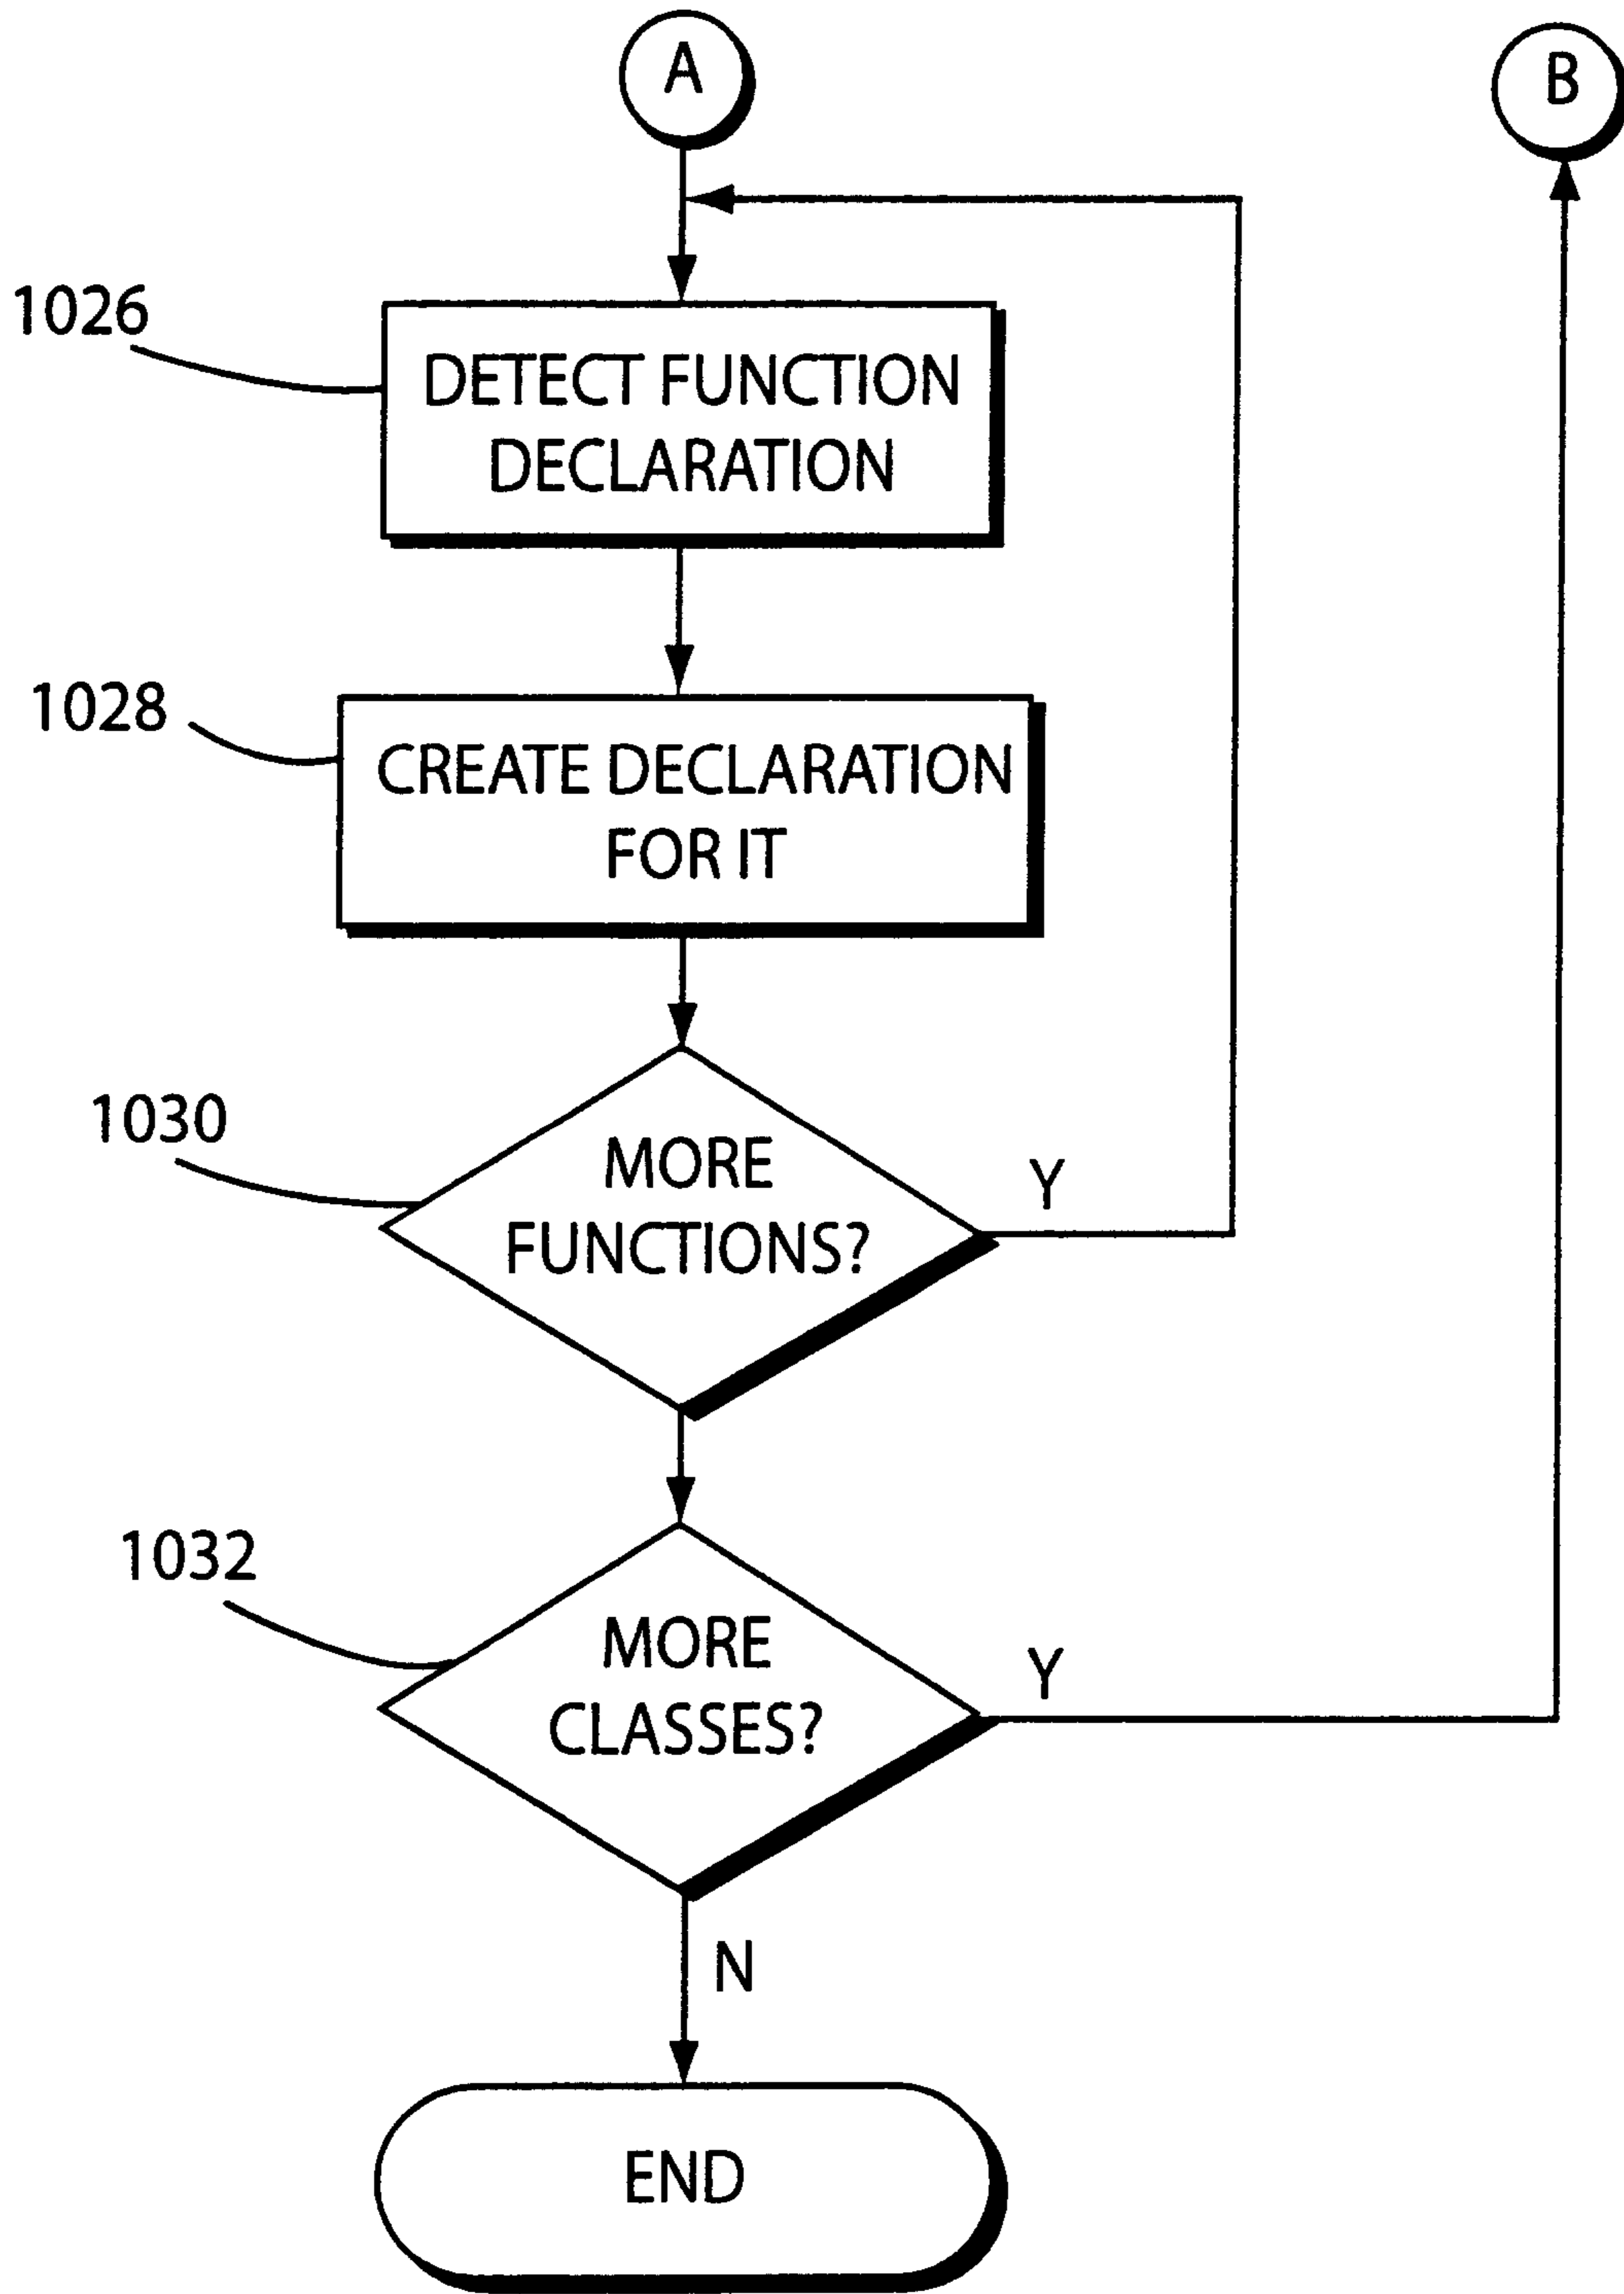 A
B
1026
DETECT FUNCTION
DECLARATION
1028
CREATE DECLARATION
FOR IT
1030
MORE
FUNCTIONS?
Y
1032
MORE
CLASSES?
Y
N
END